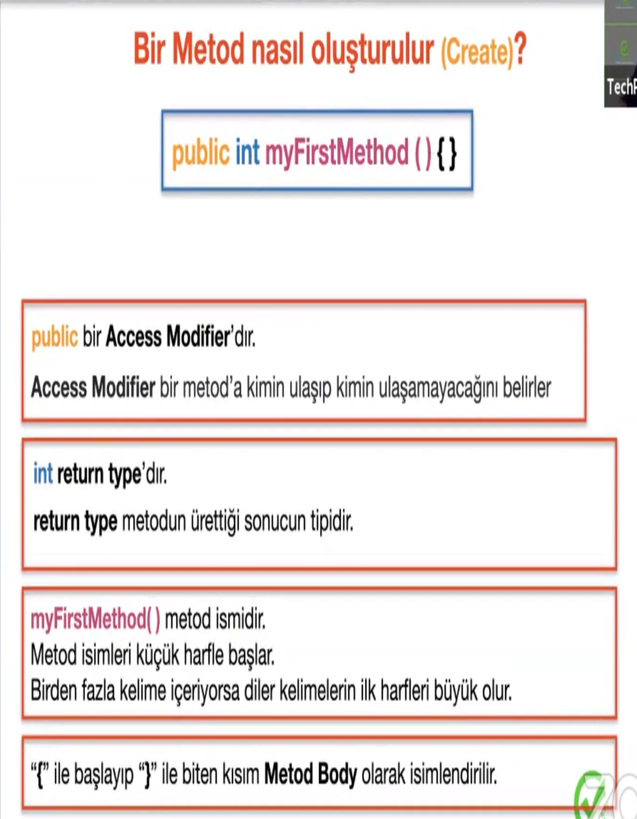 Bir Metod nasıl oluşturulur (Create)?
TechP
public int myFirstMethod ( ) { }
public bir Access Modifier’dır.
Access Modifier bir metod’a kimin ulaşıp kimin ulaşamayacağını belirler
int return type’dır.
return type metodun ürettiği sonucun tipidir.
myFirstMethod( ) metod ismidir.
Metod isimleri küçük harfle başlar.
Birden fazla kelime içeriyorsa diler kelimelerin ilk harfleri büyük olur.
“{” ile başlayıp “}” ile biten kısım Metod Body olarak isimlendirilir.